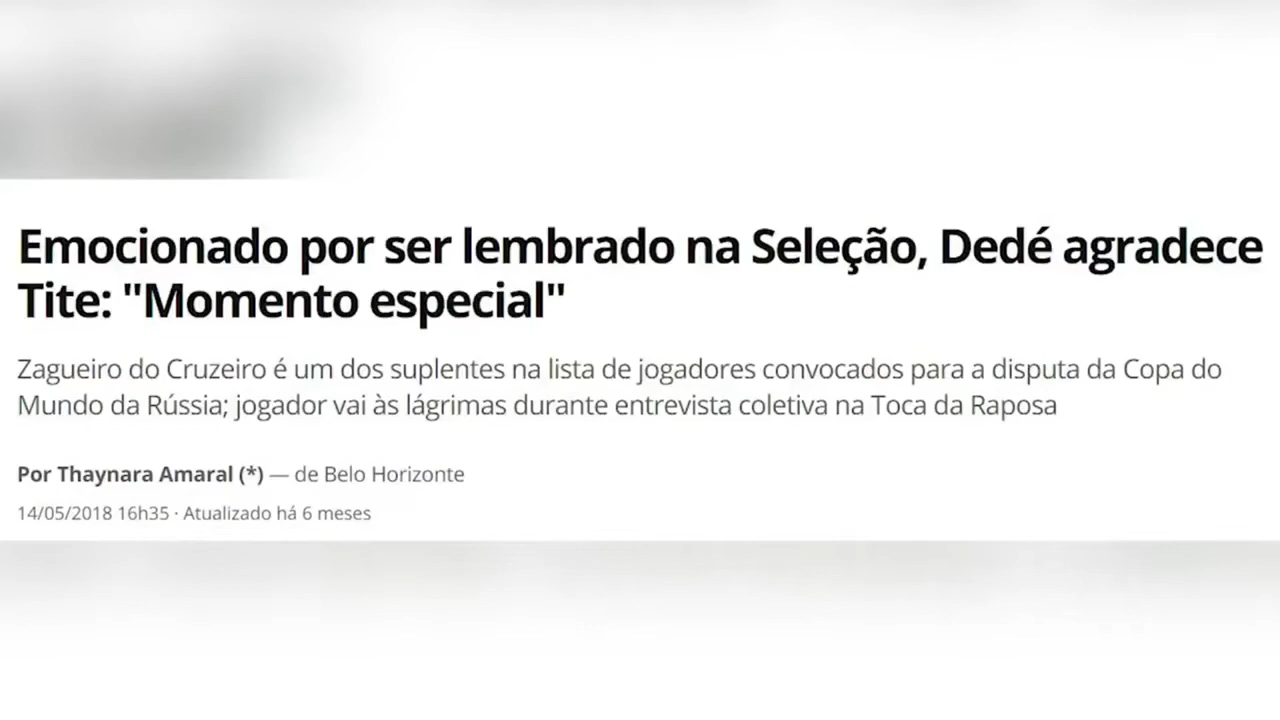 Emocionado por ser lembrado na Seleção, Dedé agradece
Tite: "Momento especial"
Zagueiro do Cruzeiro é um dos suplentes na lista de jogadores convocados para a disputa da Copa do
Mundo da Rússia; jogador vai às lágrimas durante entrevista coletiva na Toca da Raposa
Por Thaynara Amaral (*) — de Belo Horizonte
14/05/2018 16h35 · Atualizado há 6 meses